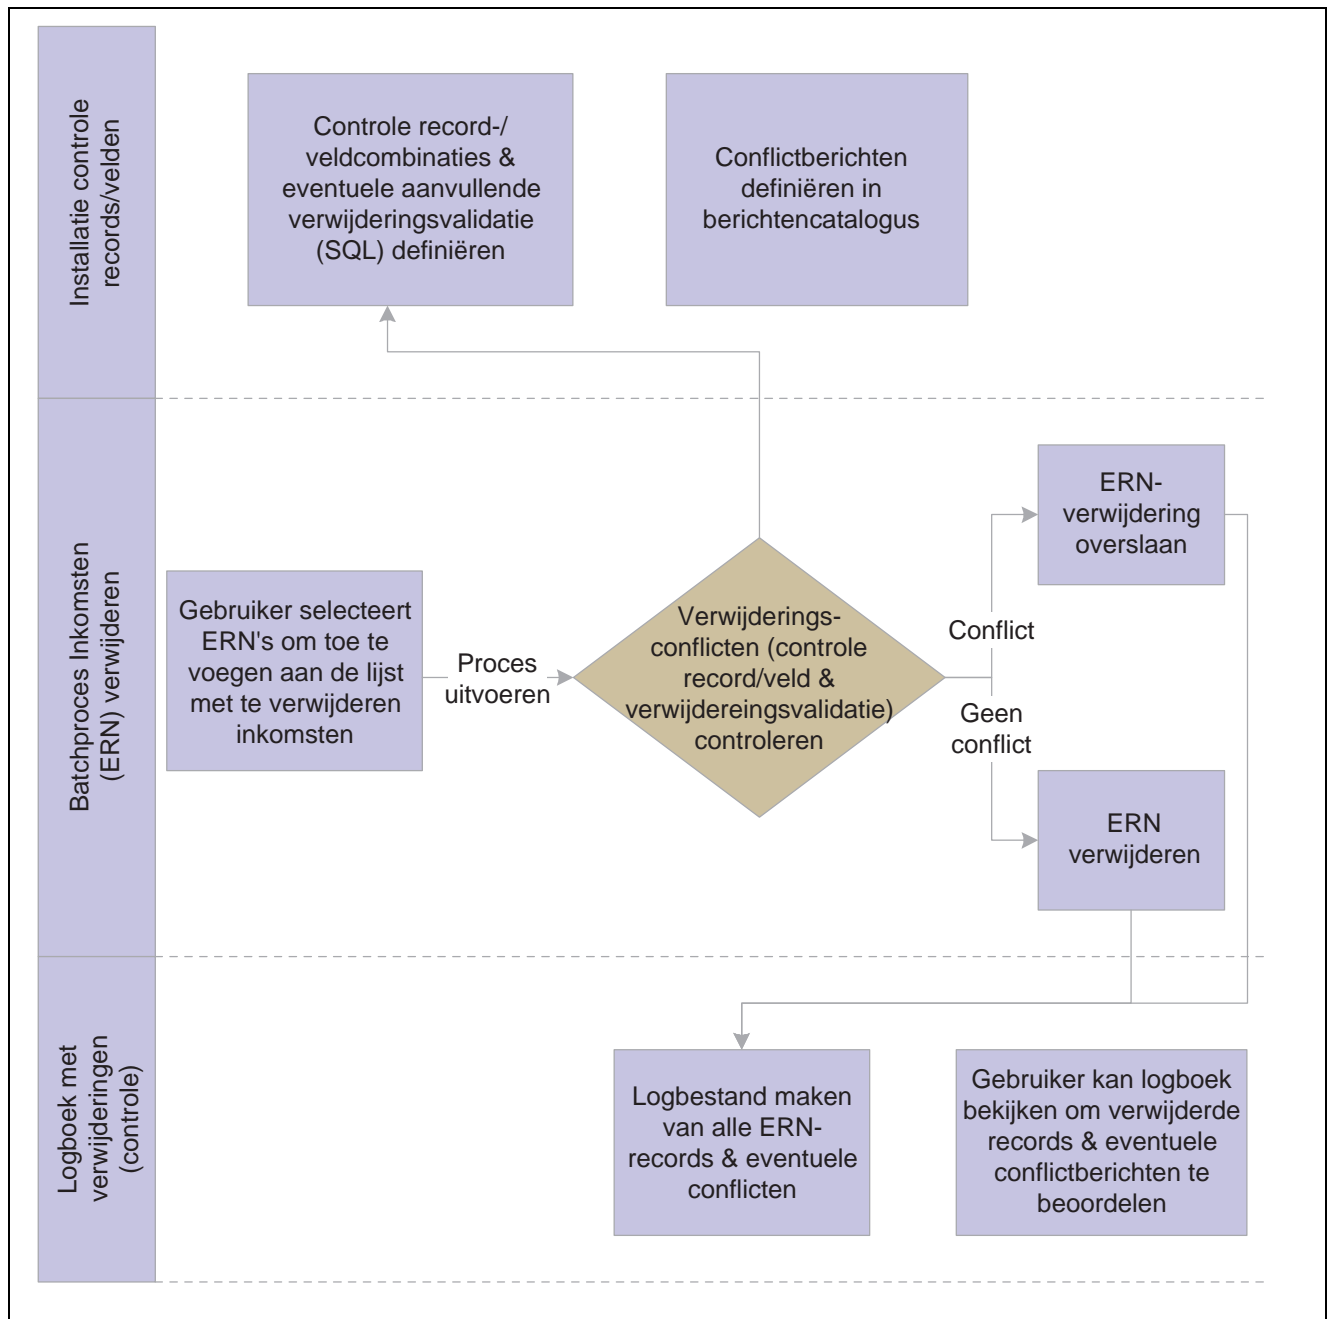 Installatie controle
records/velden
Controle record-/
veldcombinaties &
eventuele aanvullende
verwijderingsvalidatie
(SQL) definiëren
Conflictberichten
definiëren in
berichtencatalogus
Batchproces Inkomsten
(ERN) verwijderen
Gebruiker selecteert
ERN's om toe te
voegen aan de lijst
met te verwijderen
inkomsten
Proces
uitvoeren
Verwijderings-
conflicten (controle
record/veld &
verwijdereingsvalidatie)
controleren
Conflict
Geen
conflict
ERN-
verwijdering
overslaan
ERN
verwijderen
Logboek met
verwijderingen
(controle)
Logbestand maken
van alle ERN-
records & eventuele
conflicten
Gebruiker kan logboek
bekijken om verwijderde
records & eventuele
conflictberichten te
beoordelen